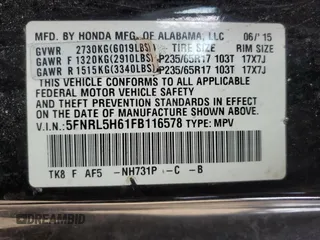 MFD. BY HONDA MFG. OF ALABAMA, LLC 06/'15
GVWR 2730KG(6019LBS) TIRE SIZE RIM SIZE
GAWR F 1320KG(2910LBS) P235/65R17 103T 17X7J
GAWR R 1515KG(3340LBS) P235/65R17 103T 17X7J
THIS VEHICLE CONFORMS TO ALL APPLICABLE
FEDERAL MOTOR VEHICLE SAFETY AND
THEFT PREVENTION STANDARDS IN EFFECT ON
THE DATE OF MANUFACTURE SHOWN ABOVE.
V.I.N.: 5FNRL5H61FB116578 TYPE: MPV
TK8 F AF5 -NH731P -C -B
DREAMBID